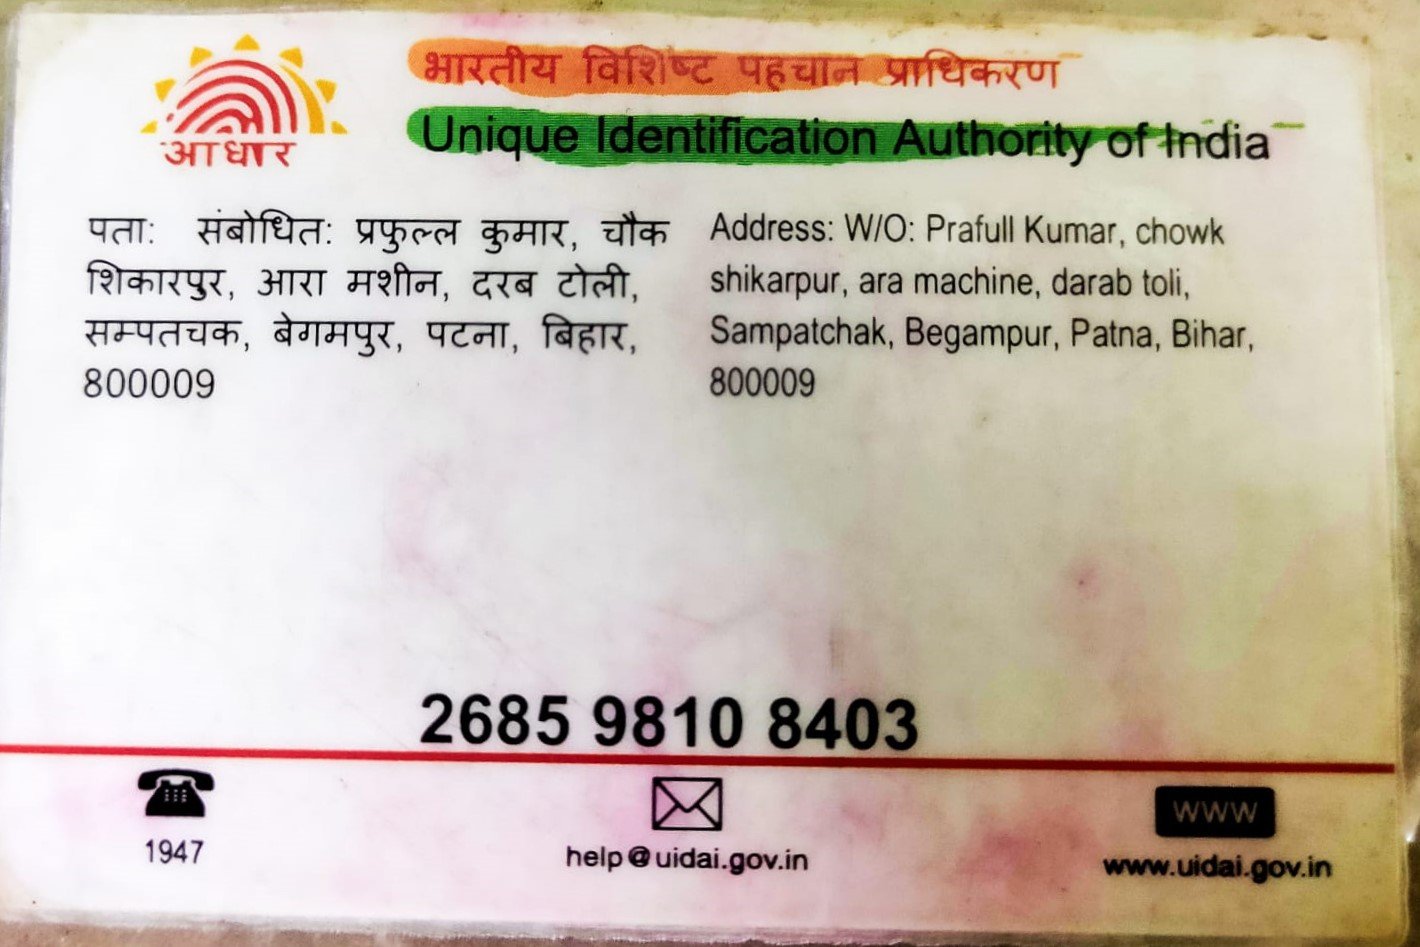 आधार
भारतीय विशिष्ट पहचान प्राधिकरण
Unique Identification Authority of India
पता: संबोधित: प्रफुल्ल कुमार, चौक
शिकारपुर, आरा मशीन, दरब टोली,
सम्पतचक, बेगमपुर, पटना, बिहार,
800009
Address: W/O: Prafull Kumar, chowk
shikarpur, ara machine, darab toli,
Sampatchak, Begampur, Patna, Bihar,
800009
2685 9810 8403
1947
help@uidai.gov.in
WWW
www.uidai.gov.in